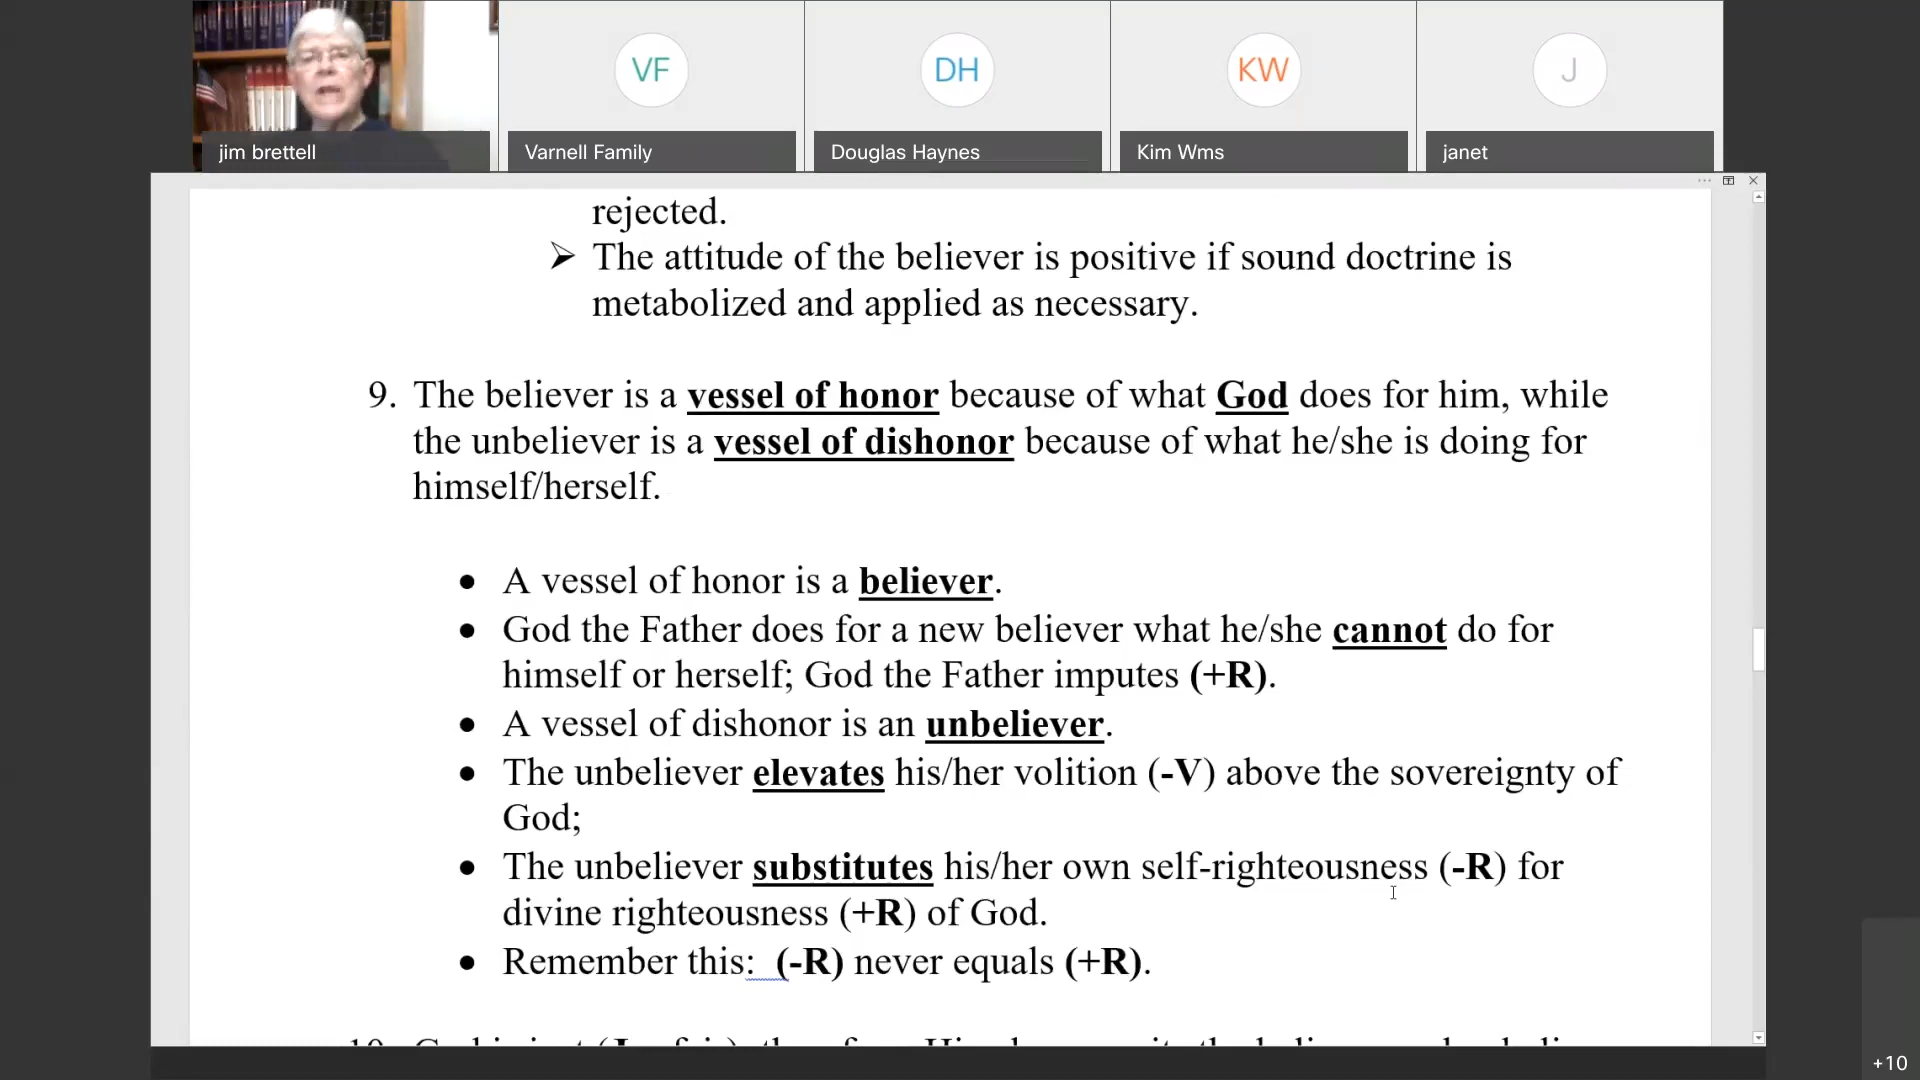 VF
DH
KW
J
jim brettell
Varnell Family
Douglas Haynes
Kim Wms
janet
rejected.
➤ The attitude of the believer is positive if sound doctrine is
metabolized and applied as necessary.
9. The believer is a vessel of honor because of what God does for him, while
the unbeliever is a vessel of dishonor because of what he/she is doing for
himself/herself.
• A vessel of honor is a believer.
• God the Father does for a new believer what he/she cannot do for
himself or herself; God the Father imputes (+R).
• A vessel of dishonor is an unbeliever.
• The unbeliever elevates his/her volition (-V) above the sovereignty of
God;
• The unbeliever substitutes his/her own self-righteousness (-R) for
divine righteousness (+R) of God.
• Remember this:  (-R) never equals (+R).
+10